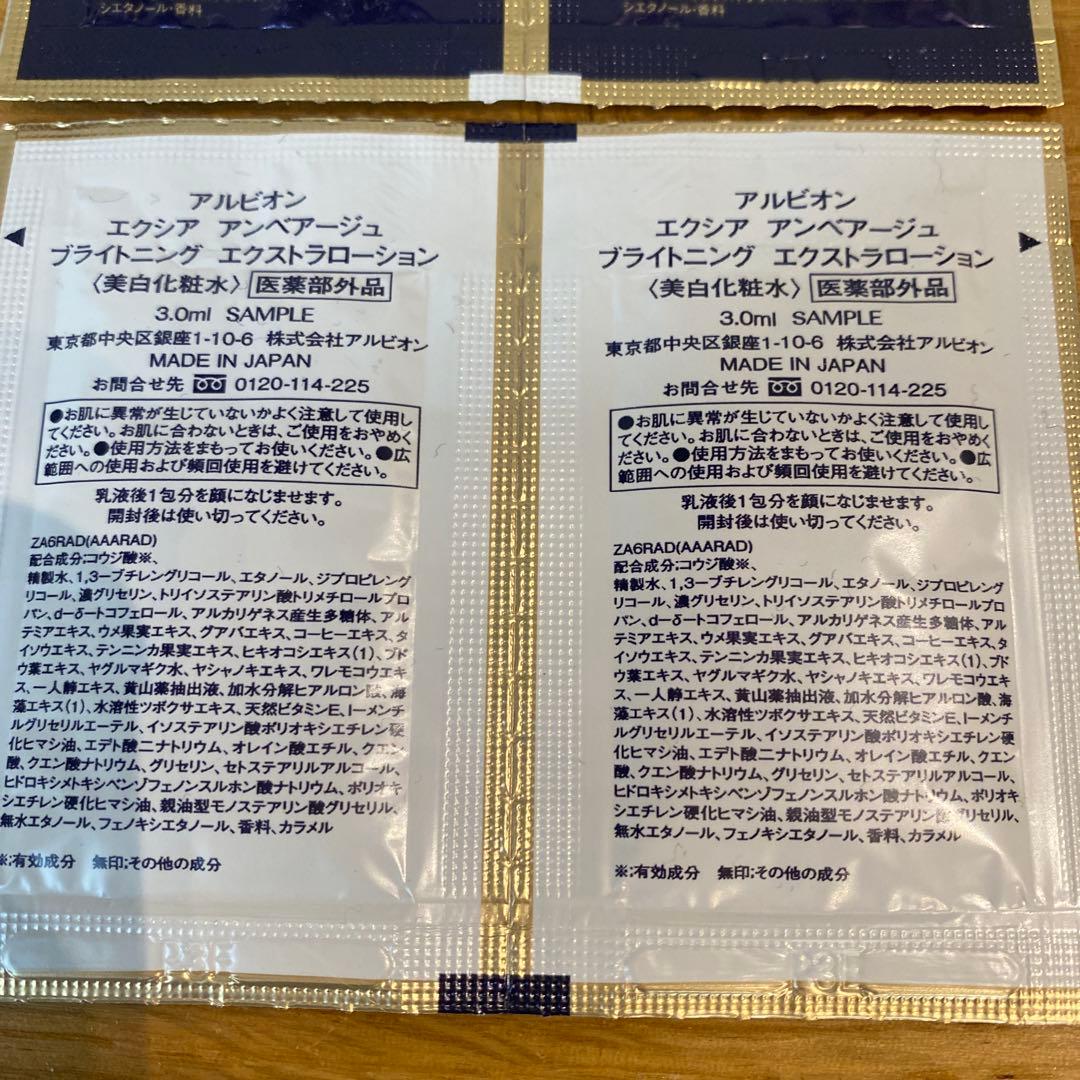 シエタノール・香料
シエタノール・香料
アルビオン
エクシア アンベアージュ
ブライトニング エクストラローション
〈美白化粧水〉 医薬部外品
3.0ml SAMPLE
東京都中央区銀座1-10-6 株式会社アルビオン
MADE IN JAPAN
お問合せ先 0120-114-225
●お肌に異常が生じていないかよく注意して使用し
てください。お肌に合わないときは、ご使用をおやめく
ださい。●使用方法をまもってお使いください。●広
範囲への使用および頻回使用を避けてください。
乳液後1包分を顔になじませます。
開封後は使い切ってください。
ZA6RAD(AAARAD)
配合成分:コウジ酸※、
精製水、1,3ーブチレングリコール、エタノール、ジプロピレング
リコール、濃グリセリン、トリイソステアリン酸トリメチロールプロ
パン、dーδートコフェロール、アルカリゲネス産生多糖体、アル
テミアエキス、ウメ果実エキス、グアバエキス、コーヒーエキス、タ
イソウエキス、テンニンカ果実エキス、ヒキオコシエキス(1)、ブド
ウ葉エキス、ヤグルマギク水、ヤシャノキエキス、ワレモコウエキ
ス、一人静エキス、黄山薬抽出液、加水分解ヒアルロン酸、海
藻エキス(1)、水溶性ツボクサエキス、天然ビタミンE、lーメンチ
ルグリセリルエーテル、イソステアリン酸ポリオキシエチレン硬
化ヒマシ油、エデト酸二ナトリウム、オレイン酸エチル、クエン
酸、クエン酸ナトリウム、グリセリン、セトステアリルアルコール、
ヒドロキシメトキシベンゾフェノンスルホン酸ナトリウム、ポリオキ
シエチレン硬化ヒマシ油、親油型モノステアリン酸グリセリル、
無水エタノール、フェノキシエタノール、香料、カラメル
※:有効成分 無印:その他の成分
アルビオン
エクシア アンベアージュ
ブライトニング エクストラローション
〈美白化粧水〉 医薬部外品
3.0ml SAMPLE
東京都中央区銀座1-10-6 株式会社アルビオン
MADE IN JAPAN
お問合せ先 0120-114-225
●お肌に異常が生じていないかよく注意して使用し
てください。お肌に合わないときは、ご使用をおやめく
ださい。●使用方法をまもってお使いください。●広
範囲への使用および頻回使用を避けてください。
乳液後1包分を顔になじませます。
開封後は使い切ってください。
ZA6RAD(AAARAD)
配合成分:コウジ酸※、
精製水、1,3ーブチレングリコール、エタノール、ジプロピレング
リコール、濃グリセリン、トリイソステアリン酸トリメチロールプロ
パン、dーδートコフェロール、アルカリゲネス産生多糖体、アル
テミアエキス、ウメ果実エキス、グアバエキス、コーヒーエキス、タ
イソウエキス、テンニンカ果実エキス、ヒキオコシエキス(1)、ブド
ウ葉エキス、ヤグルマギク水、ヤシャノキエキス、ワレモコウエキ
ス、一人静エキス、黄山薬抽出液、加水分解ヒアルロン酸、海
藻エキス(1)、水溶性ツボクサエキス、天然ビタミンE、lーメンチ
ルグリセリルエーテル、イソステアリン酸ポリオキシエチレン硬
化ヒマシ油、エデト酸二ナトリウム、オレイン酸エチル、クエン
酸、クエン酸ナトリウム、グリセリン、セトステアリルアルコール、
ヒドロキシメトキシベンゾフェノンスルホン酸ナトリウム、ポリオキ
シエチレン硬化ヒマシ油、親油型モノステアリン酸グリセリル、
無水エタノール、フェノキシエタノール、香料、カラメル
※:有効成分 無印:その他の成分